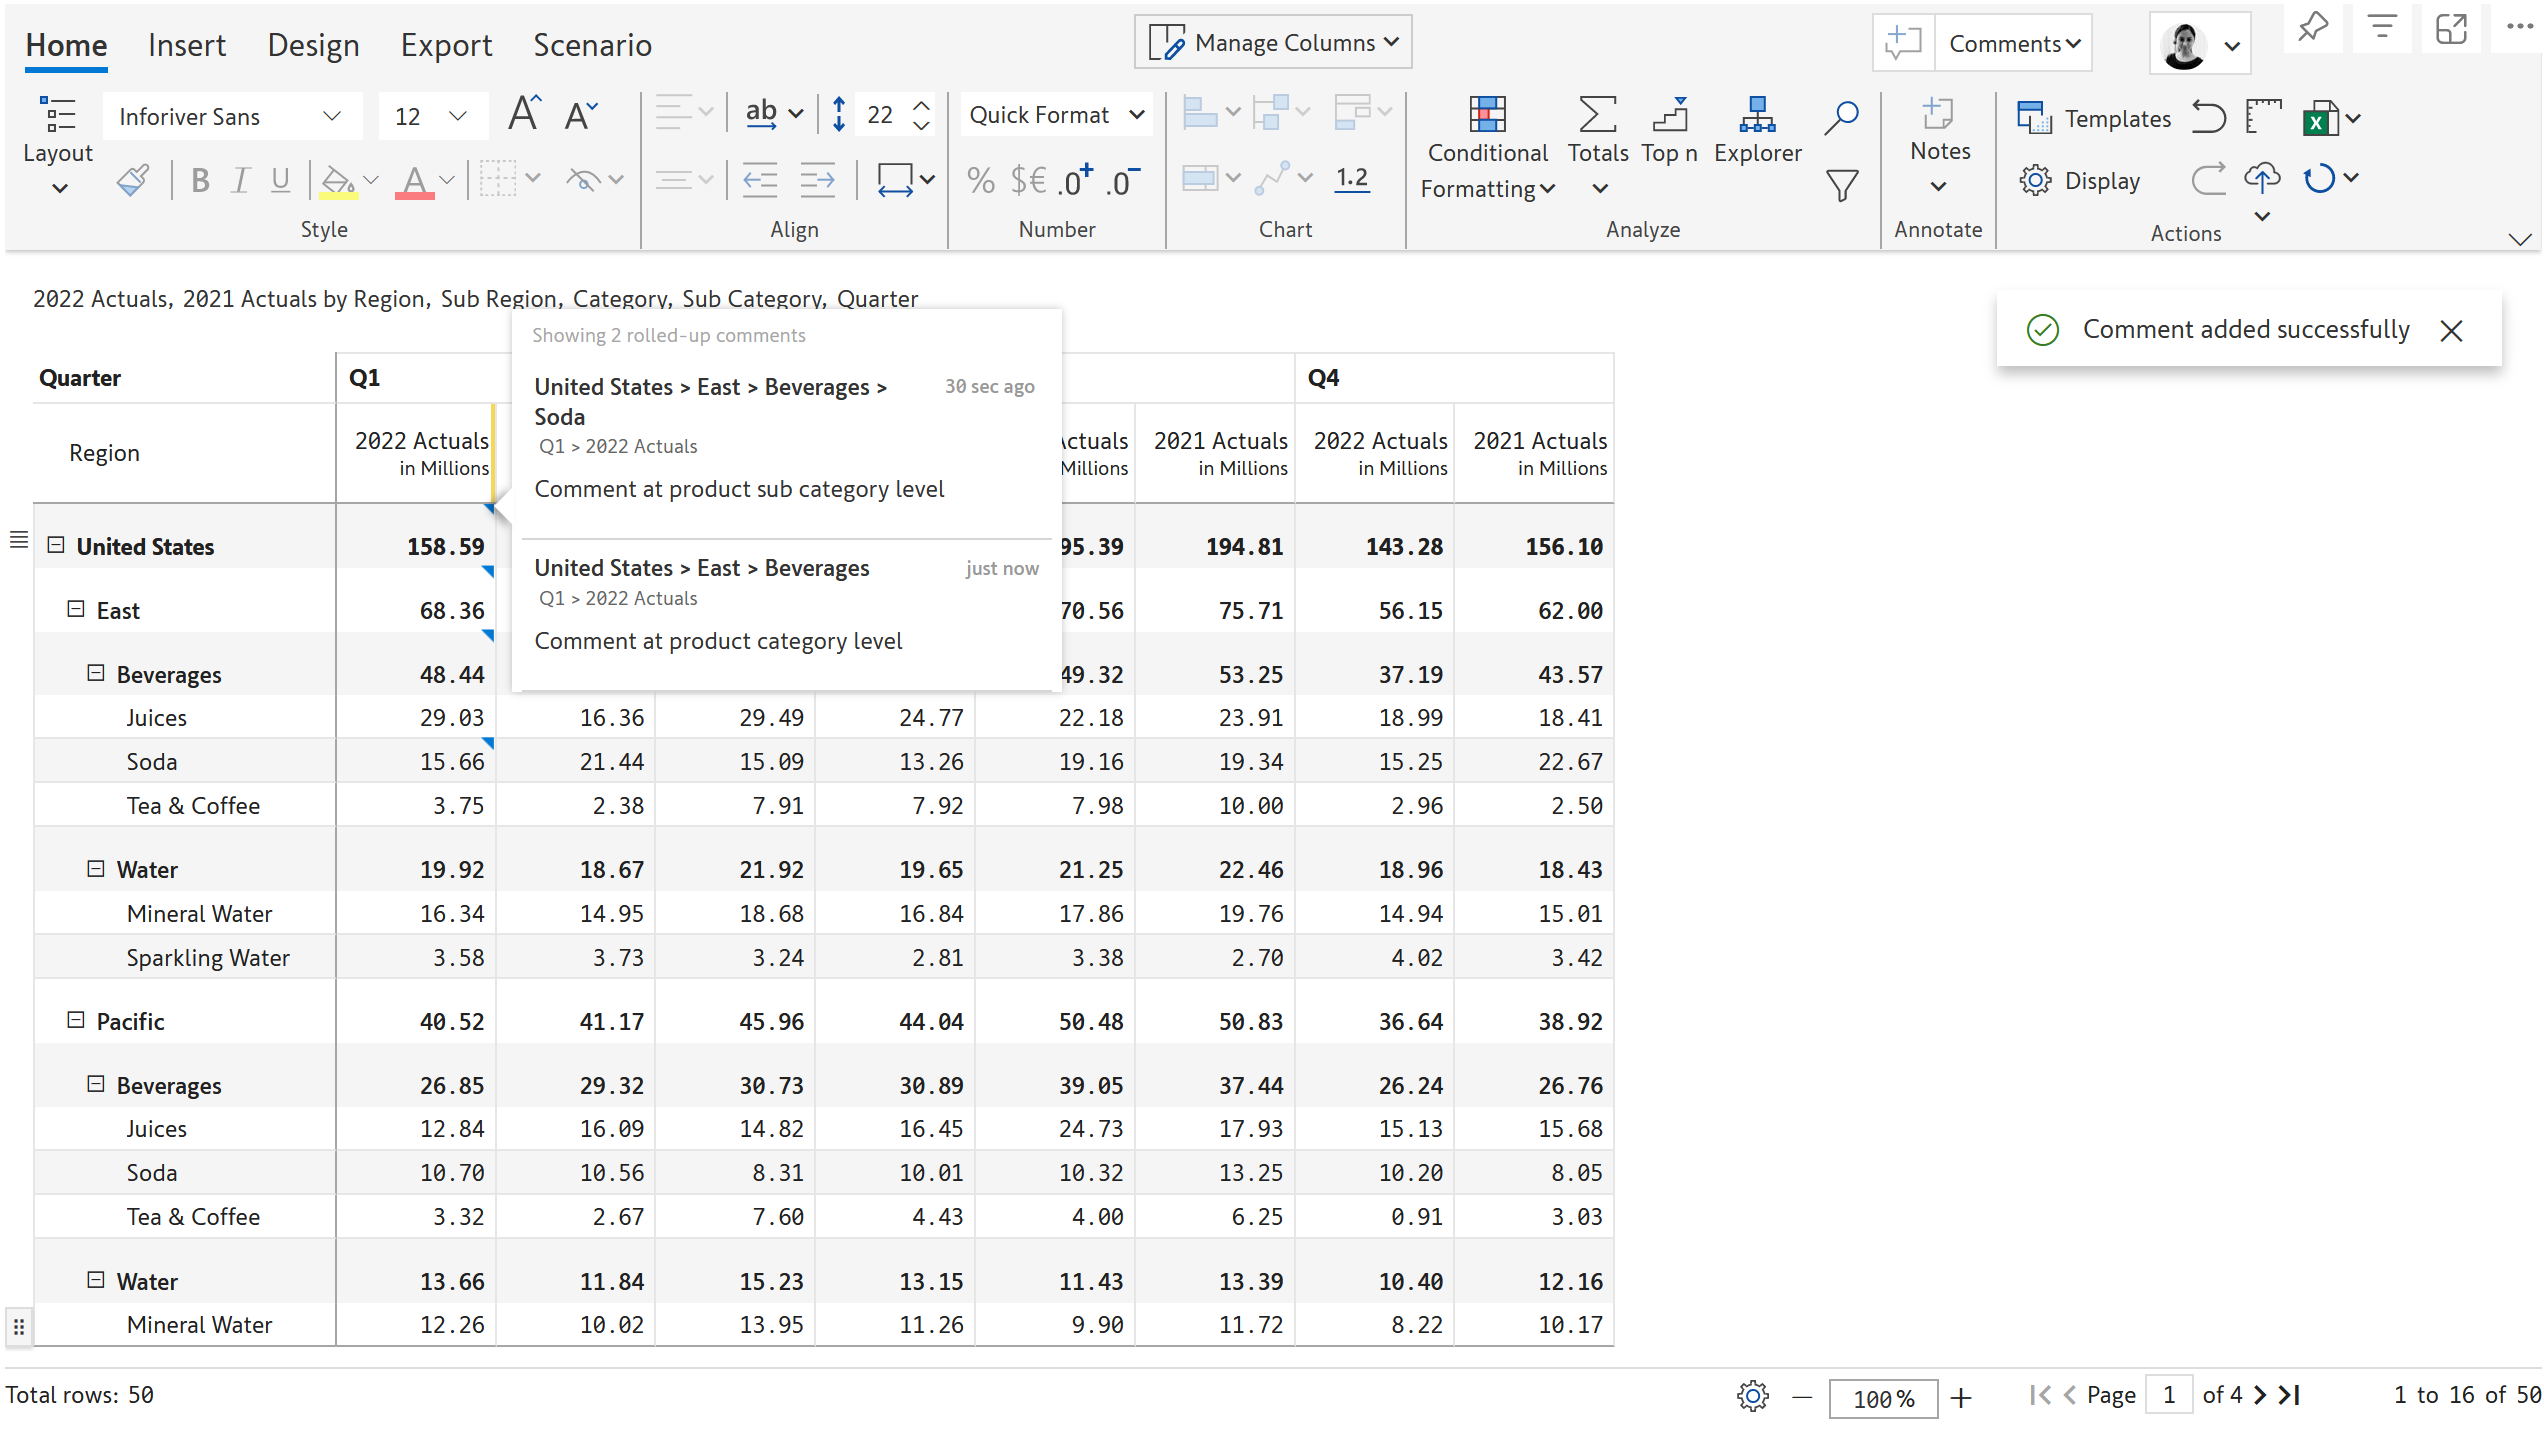 Home Insert Design Export Scenario Manage Columns Comments
Inforiver Sans 12 A A ab 22 Quick Format Templates
Layout Conditional Totals Top n Explorer Notes
B I U A % $€ .0+ .0- 1.2 Formatting Display
Style Align Number Chart Analyze Annotate Actions
2022 Actuals, 2021 Actuals by Region, Sub Region, Category, Sub Category, Quarter
Comment added successfully
Showing 2 rolled-up comments
United States > East > Beverages > 30 sec ago
Soda
Q1 > 2022 Actuals
Comment at product sub category level
United States > East > Beverages just now
Q1 > 2022 Actuals
Comment at product category level
Quarter Q1 Q4
Region 2022 Actuals 2021 Actuals 2022 Actuals 2021 Actuals
in Millions Millions in Millions in Millions in Millions
United States 158.59 95.39 194.81 143.28 156.10
East 68.36 70.56 75.71 56.15 62.00
Beverages 48.44 49.32 53.25 37.19 43.57
Juices 29.03 16.36 29.49 24.77 22.18 23.91 18.99 18.41
Soda 15.66 21.44 15.09 13.26 19.16 19.34 15.25 22.67
Tea & Coffee 3.75 2.38 7.91 7.92 7.98 10.00 2.96 2.50
Water 19.92 18.67 21.92 19.65 21.25 22.46 18.96 18.43
Mineral Water 16.34 14.95 18.68 16.84 17.86 19.76 14.94 15.01
Sparkling Water 3.58 3.73 3.24 2.81 3.38 2.70 4.02 3.42
Pacific 40.52 41.17 45.96 44.04 50.48 50.83 36.64 38.92
Beverages 26.85 29.32 30.73 30.89 39.05 37.44 26.24 26.76
Juices 12.84 16.09 14.82 16.45 24.73 17.93 15.13 15.68
Soda 10.70 10.56 8.31 10.01 10.32 13.25 10.20 8.05
Tea & Coffee 3.32 2.67 7.60 4.43 4.00 6.25 0.91 3.03
Water 13.66 11.84 15.23 13.15 11.43 13.39 10.40 12.16
Mineral Water 12.26 10.02 13.95 11.26 9.90 11.72 8.22 10.17
Total rows: 50 100% Page 1 of 4 1 to 16 of 50